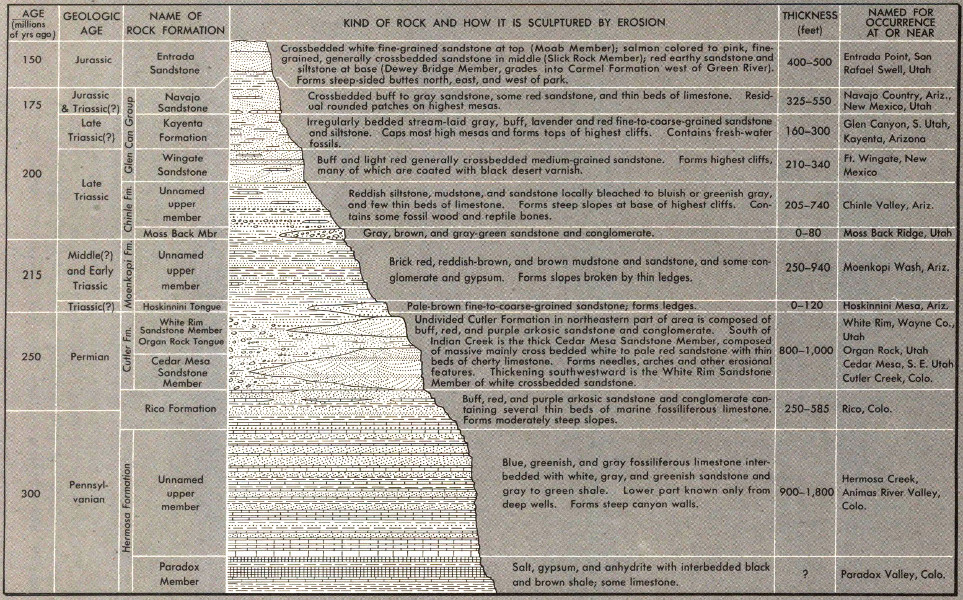 AGE
(millions
of yrs ago)
GEOLOGIC
AGE
NAME OF
ROCK FORMATION
KIND OF ROCK AND HOW IT IS SCULPTURED BY EROSION
THICKNESS
(feet)
NAMED FOR
OCCURRENCE
AT OR NEAR
150
Jurassic
Entrada
Sandstone
Crossbedded white fine-grained sandstone at top (Moab Member); salmon colored to pink, fine-
grained, generally crossbedded sandstone in middle (Slick Rock Member); red earthy sandstone and
siltstone at base (Dewey Bridge Member, grades into Carmel Formation west of Green River).
Forms steep-sided buttes north, east, and west of park.
400–500
Entrada Point, San
Rafael Swell, Utah
175
Jurassic
& Triassic(?)
Glen Can Group
Navajo
Sandstone
Crossbedded buff to gray sandstone, some red sandstone, and thin beds of limestone. Resid-
ual rounded patches on highest mesas.
325–550
Navajo Country, Ariz.,
New Mexico, Utah
Late
Triassic(?)
Kayenta
Formation
Irregularly bedded stream-laid gray, buff, lavender and red fine-to-coarse-grained sandstone
and siltstone. Caps most high mesas and forms tops of highest cliffs. Contains fresh-water
fossils.
160–300
Glen Canyon, S. Utah,
Kayenta, Arizona
200
Late
Triassic
Wingate
Sandstone
Buff and light red generally crossbedded medium-grained sandstone. Forms highest cliffs,
many of which are coated with black desert varnish.
210–340
Ft. Wingate, New
Mexico
Chinle Fm.
Unnamed
upper
member
Reddish siltstone, mudstone, and sandstone locally bleached to bluish or greenish gray,
and few thin beds of limestone. Forms steep slopes at base of highest cliffs. Con-
tains some fossil wood and reptile bones.
205–740
Chinle Valley, Ariz.
Moss Back Mbr
Gray, brown, and gray-green sandstone and conglomerate.
0–80
Moss Back Ridge, Utah
215
Middle(?)
and Early
Triassic
Moenkopi Fm
Unnamed
upper
member
Brick red, reddish-brown, and brown mudstone and sandstone, and some con-
glomerate and gypsum. Forms slopes broken by thin ledges.
250–940
Moenkopi Wash, Ariz.
Triassic(?)
Hoskinnini Tongue
Pale-brown fine-to-coarse-grained sandstone; forms ledges.
0–120
Hoskinnini Mesa, Ariz.
250
Permian
Cutler Fm.
White Rim
Sandstone Member
Organ Rock Tongue
Cedar Mesa
Sandstone
Member
Undivided Cutler Formation in northeastern part of area is composed of
buff, red, and purple arkosic sandstone and conglomerate. South of
Indian Creek is the thick Cedar Mesa Sandstone Member, composed
of massive mainly cross bedded white to pale red sandstone with thin
beds of cherty limestone. Forms needles, arches and other erosional
features. Thickening southwestward is the White Rim Sandstone
Member of white crossbedded sandstone.
800–1,000
White Rim, Wayne Co.,
Utah
Organ Rock, Utah
Cedar Mesa, S. E. Utah
Cutler Creek, Colo.
Rico Formation
Buff, red, and purple arkosic sandstone and conglomerate con-
taining several thin beds of marine fossiliferous limestone.
Forms moderately steep slopes.
250–585
Rico, Colo.
300
Pennsyl-
vanian
Hermosa Formation
Unnamed
upper
member
Blue, greenish, and gray fossiliferous limestone inter-
bedded with white, gray, and greenish sandstone and
gray to green shale. Lower part known only from
deep wells. Forms steep canyon walls.
900–1,800
Hermosa Creek,
Animas River Valley,
Colo.
Paradox
Member
Salt, gypsum, and anhydrite with interbedded black
and brown shale; some limestone.
?
Paradox Valley, Colo.